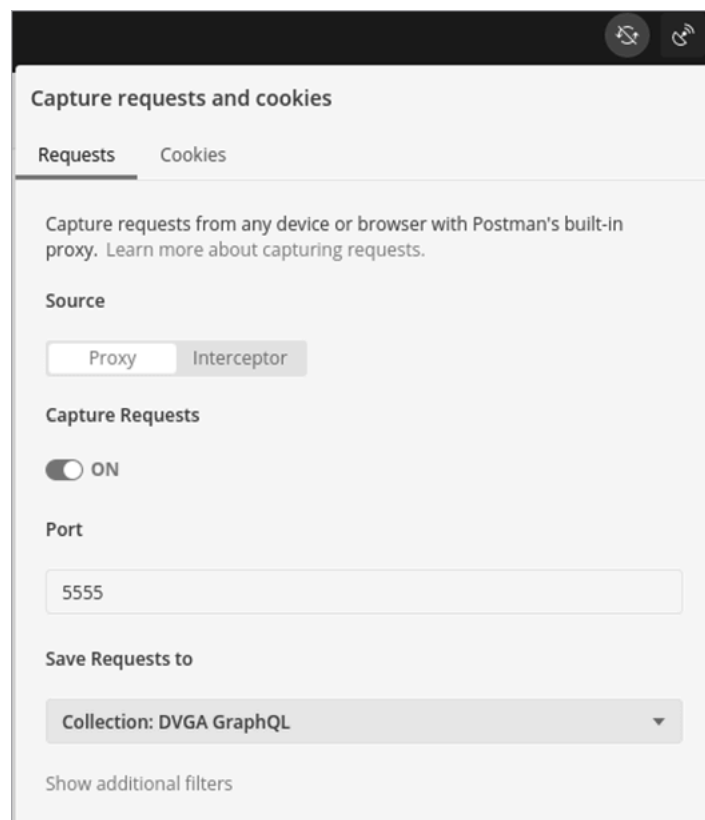 Capture requests and cookies
Requests Cookies
Capture requests from any device or browser with Postman's built-in
proxy. Learn more about capturing requests.
Source
Proxy Interceptor
Capture Requests
ON
Port
5555
Save Requests to
Collection: DVGA GraphQL
Show additional filters